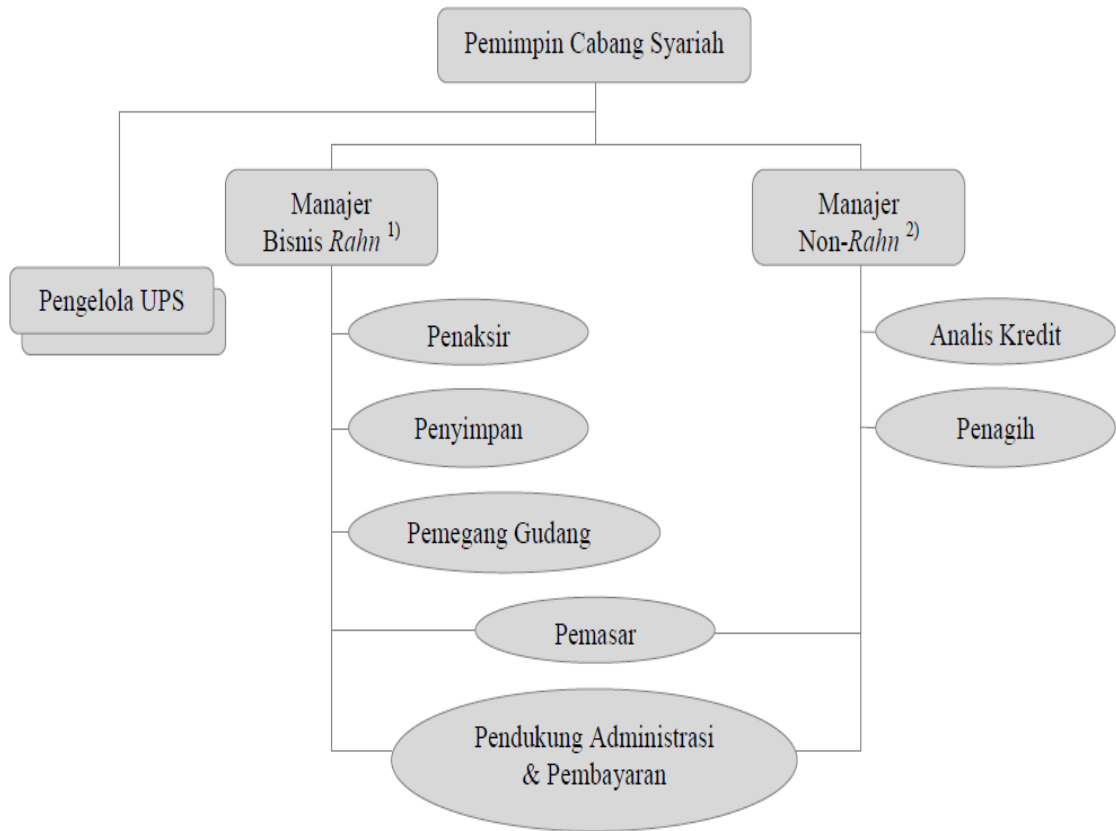 Pemimpin Cabang Syariah
Manajer
Bisnis Rahn 1)
Manajer
Non-Rahn 2)
Pengelola UPS
Penaksir
Analis Kredit
Penyimpan
Penagih
Pemegang Gudang
Pemasar
Pendukung Administrasi
& Pembayaran